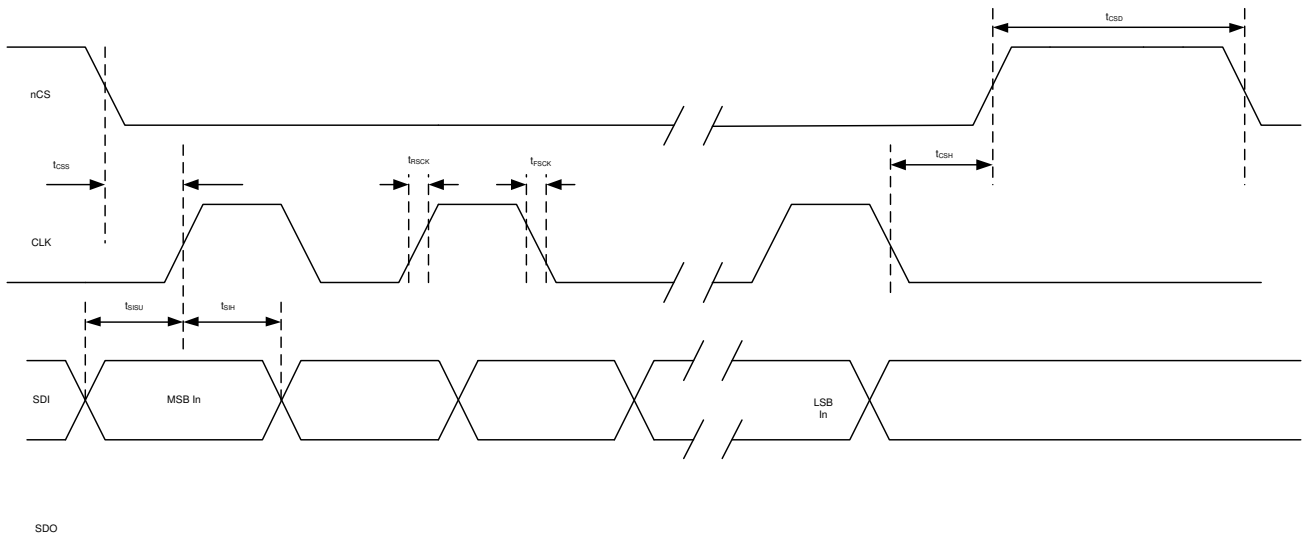 tCSD
nCS
tCSS
tRSCK
tFSCK
tCSH
CLK
tSISU
tSIH
SDI
MSB In
LSB
In
SDO